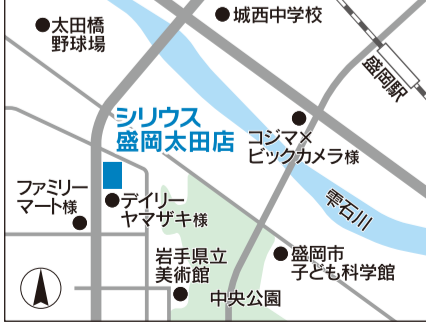 城西中学校
太田橋
野球場
盛岡駅
シリウス
盛岡太田店
コジマ×
ビックカメラ様
ファミリー
マート様
デイリー
ヤマザキ様
雫石川
岩手県立
美術館
盛岡市
子ども科学館
中央公園